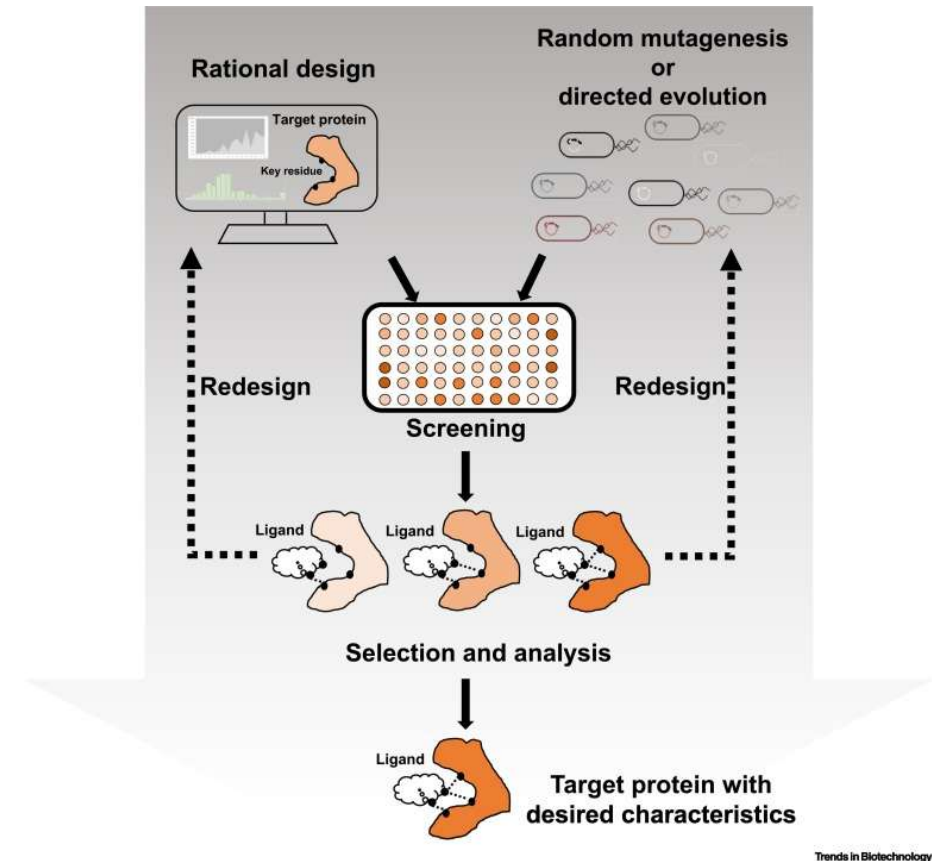 Rational design
Random mutagenesis
or
directed evolution
Target protein
Key residue
Redesign
Redesign
Screening
Ligand
Ligand
Ligand
Selection and analysis
Ligand
Target protein with
desired characteristics
Trends in Biotechnology